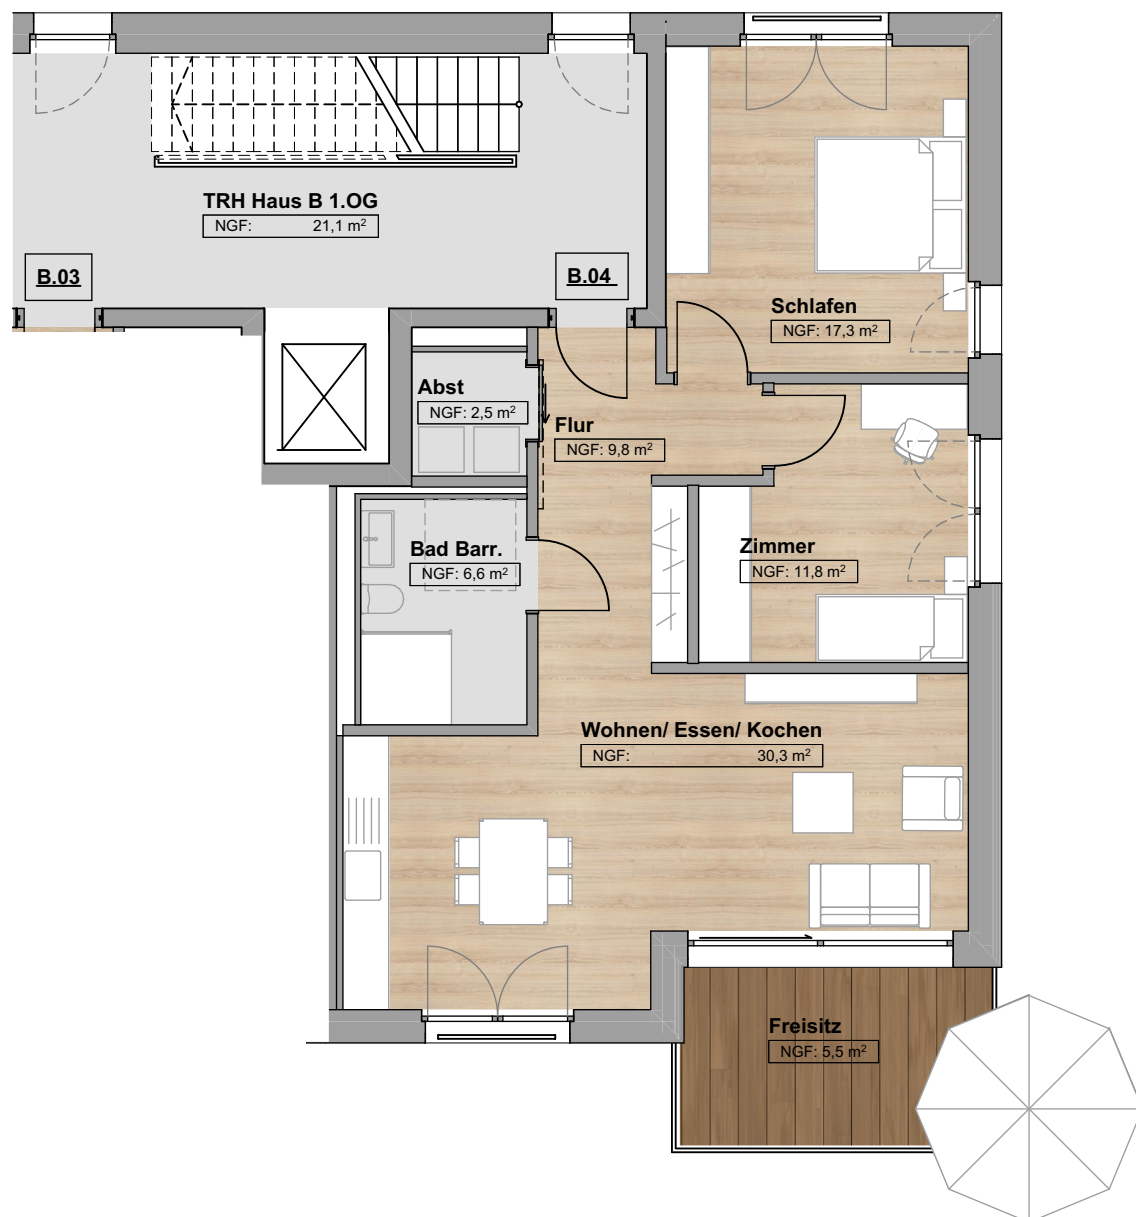 TRH Haus B 1.OG
NGF: 21,1 m²
B.03
B.04
Schlafen
NGF: 17,3 m²
Abst
NGF: 2,5 m²
Flur
NGF: 9,8 m²
Bad Barr.
NGF: 6,6 m²
Zimmer
NGF: 11,8 m²
Wohnen/ Essen/ Kochen
NGF: 30,3 m²
Freisitz
NGF: 5,5 m²